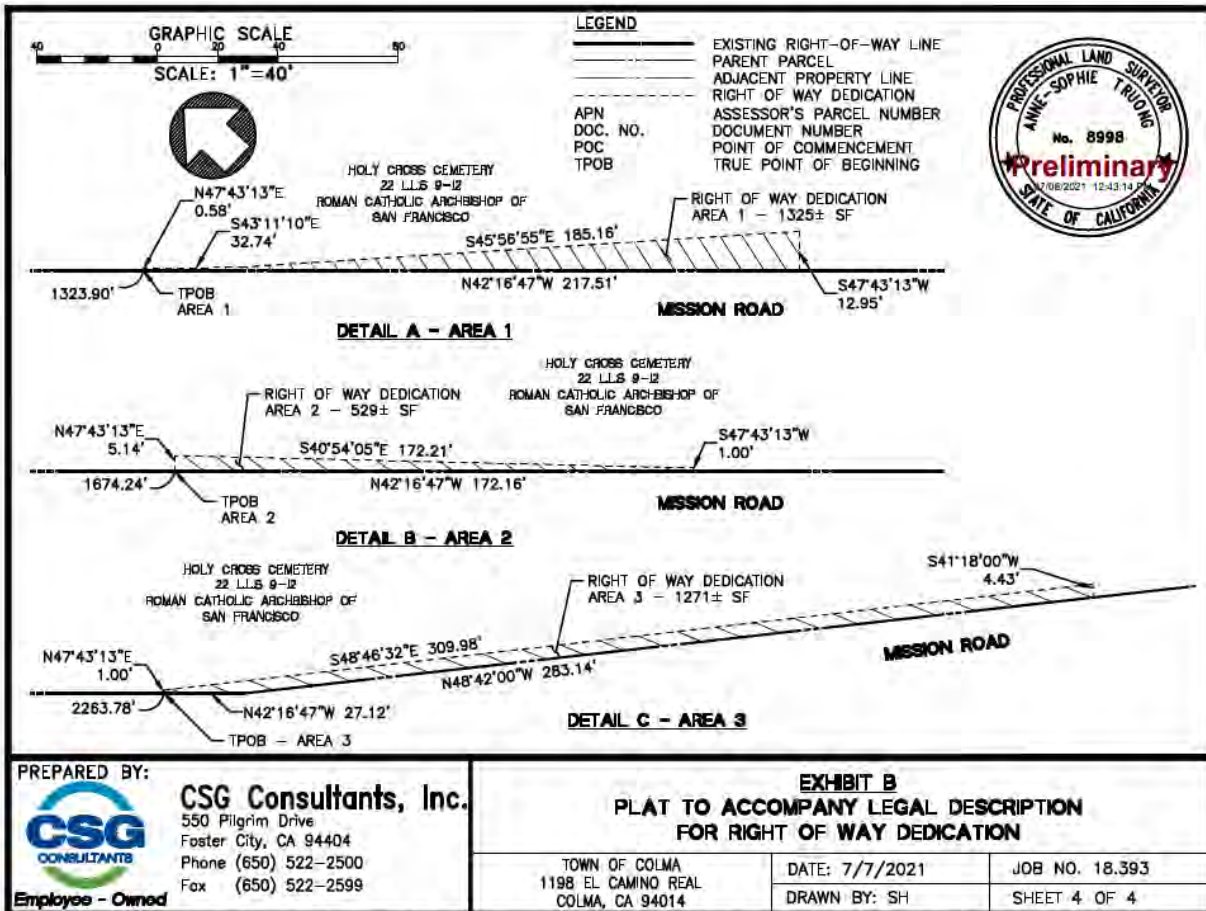 GRAPHIC SCALE
40 0 20 40 80
SCALE: 1"=40'
LEGEND
EXISTING RIGHT-OF-WAY LINE
PARENT PARCEL
ADJACENT PROPERTY LINE
RIGHT OF WAY DEDICATION
APN ASSESSOR'S PARCEL NUMBER
DOC. NO. DOCUMENT NUMBER
POC POINT OF COMMENCEMENT
TPOB TRUE POINT OF BEGINNING
PROFESSIONAL LAND SURVEYOR
ANNE-SOPHIE TRUONG
No. 8998
Preliminary
12:43:14
STATE OF CALIFORNIA
N47°43'13"E
0.58'
S43°11'10"E
32.74'
HOLY CROSS CEMETERY
22 LLS 9-12
ROMAN CATHOLIC ARCHBISHOP OF
SAN FRANCISCO
RIGHT OF WAY DEDICATION
AREA 1 - 1325± SF
S45°56'55"E 185.16'
N42°16'47"W 217.51'
S47°43'13"W
12.95'
1323.90'
TPOB
AREA 1
MISSION ROAD
DETAIL A - AREA 1
HOLY CROSS CEMETERY
22 LLS 9-12
ROMAN CATHOLIC ARCHBISHOP OF
SAN FRANCISCO
RIGHT OF WAY DEDICATION
AREA 2 - 529± SF
N47°43'13"E
5.14'
S40°54'05"E 172.21'
S47°43'13"W
1.00'
1674.24'
N42°16'47"W 172.16'
TPOB
AREA 2
MISSION ROAD
DETAIL B - AREA 2
HOLY CROSS CEMETERY
22 LLS 9-12
ROMAN CATHOLIC ARCHBISHOP OF
SAN FRANCISCO
RIGHT OF WAY DEDICATION
AREA 3 - 1271± SF
S41°18'00"W
4.43'
N47°43'13"E
1.00'
S48°46'32"E 309.98'
N48°42'00"W 283.14'
MISSION ROAD
2263.78'
N42°16'47"W 27.12'
TPOB - AREA 3
DETAIL C - AREA 3
PREPARED BY:
CSG
CONSULTANTS
Employee - Owned
CSG Consultants, Inc.
550 Pilgrim Drive
Foster City, CA 94404
Phone (650) 522-2500
Fax (650) 522-2599
EXHIBIT B
PLAT TO ACCOMPANY LEGAL DESCRIPTION
FOR RIGHT OF WAY DEDICATION
TOWN OF COLMA
1198 EL CAMINO REAL
COLMA, CA 94014
DATE: 7/7/2021
JOB NO. 18.393
DRAWN BY: SH
SHEET 4 OF 4